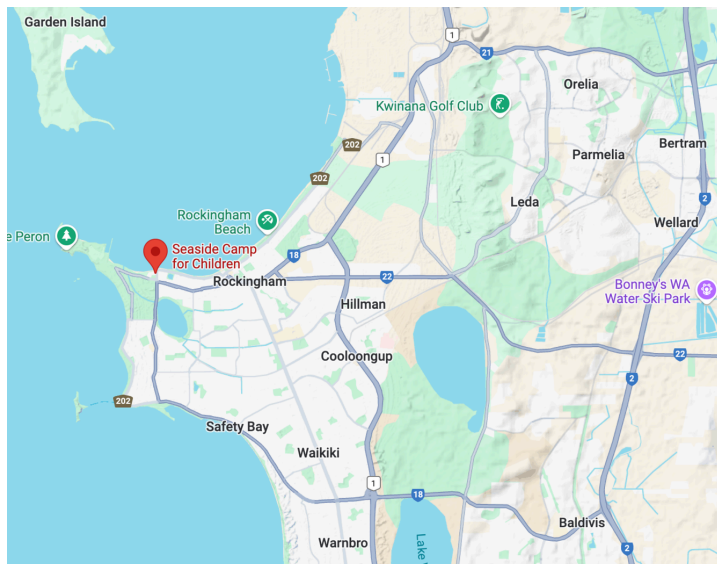 Garden Island
1
21
Orelia
Kwinana Golf Club
202
1
Parmelia
Bertram
202
Leda
2
Rockingham
Beach
Wellard
e Peron
Seaside Camp
for Children
18
22
Rockingham
Bonney's WA
Water Ski Park
Hillman
22
Cooloongup
2
202
Safety Bay
Waikiki
1
18
Baldivis
Warnbro
Lake
2